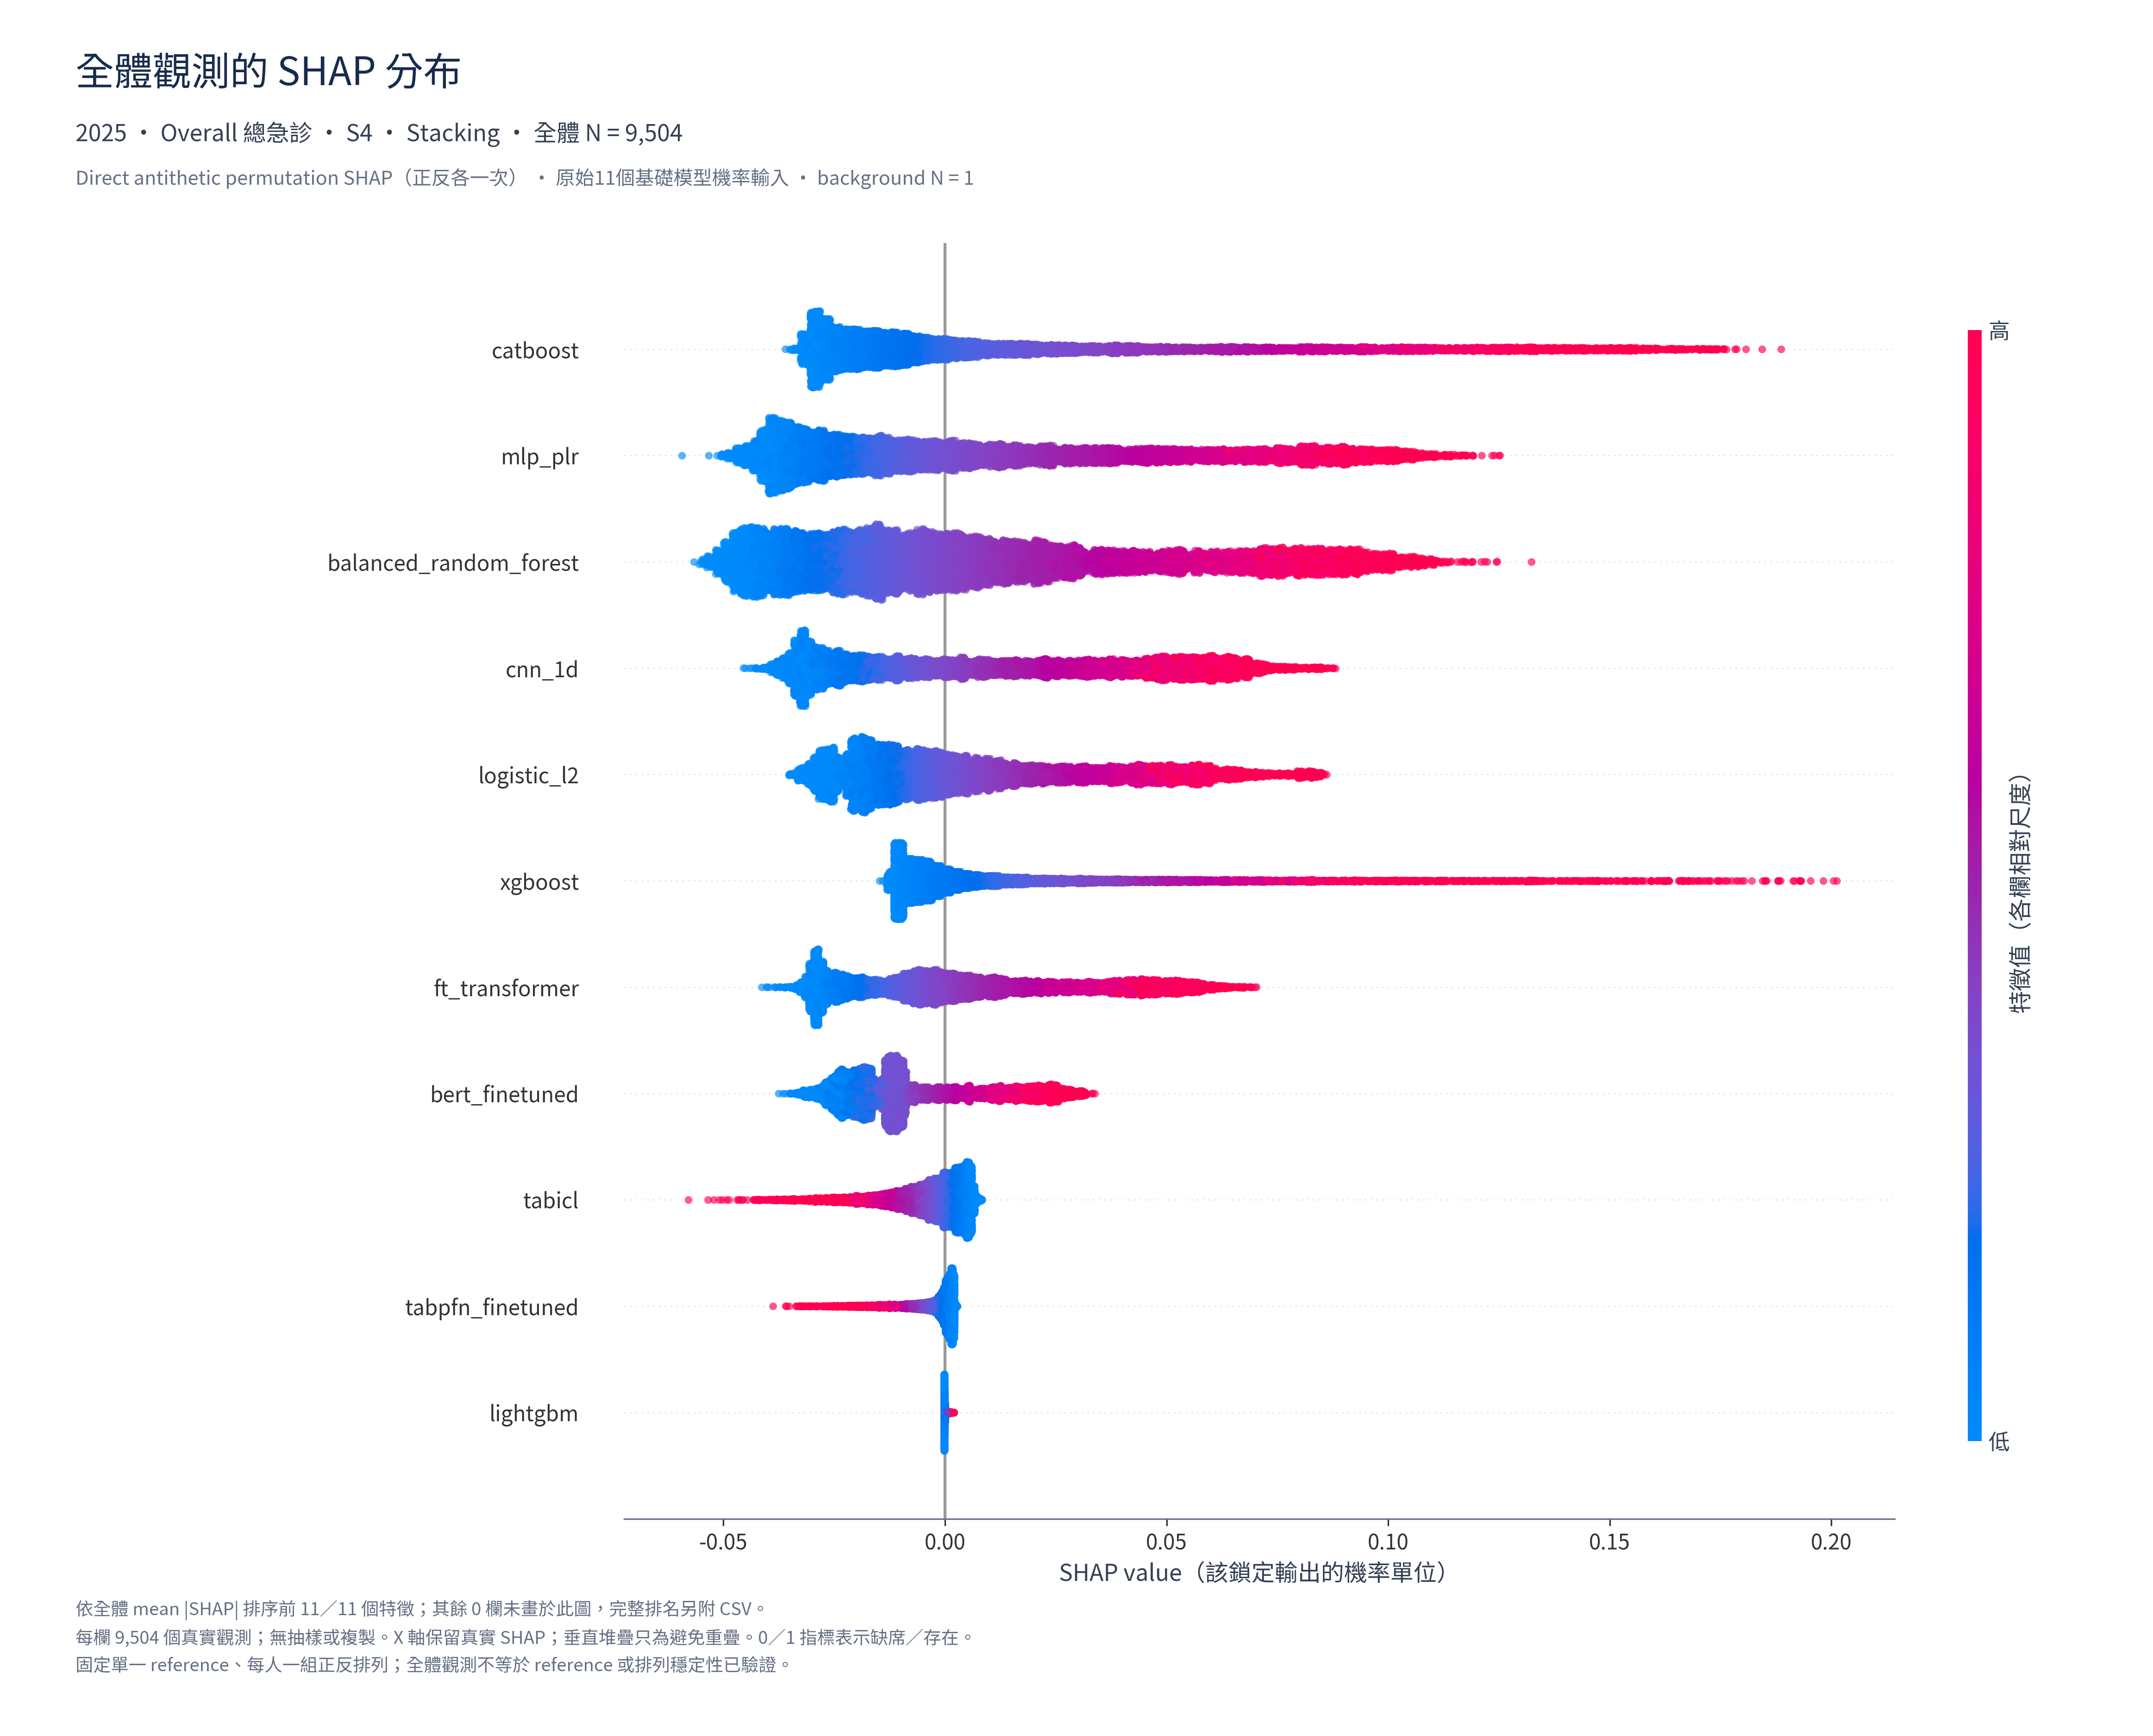 全體觀測的 SHAP 分布
2025 • Overall 總急診 • S4 • Stacking • 全體 N = 9,504
Direct antithetic permutation SHAP（正反各一次） • 原始11個基礎模型機率輸入 • background N = 1
catboost
mlp_plr
balanced_random_forest
cnn_1d
logistic_l2
xgboost
ft_transformer
bert_finetuned
tabicl
tabpfn_finetuned
lightgbm
高
特徵值（各欄相對尺度）
低
-0.05 0.00 0.05 0.10 0.15 0.20
SHAP value（該鎖定輸出的機率單位）
依全體 mean |SHAP| 排序前 11／11 個特徵；其餘 0 欄未畫於此圖，完整排名另附 CSV。
每欄 9,504 個真實觀測；無抽樣或複製。X 軸保留真實 SHAP；垂直堆疊只為避免重疊。0／1 指標表示缺席／存在。
固定單一 reference、每人一組正反排列；全體觀測不等於 reference 或排列穩定性已驗證。